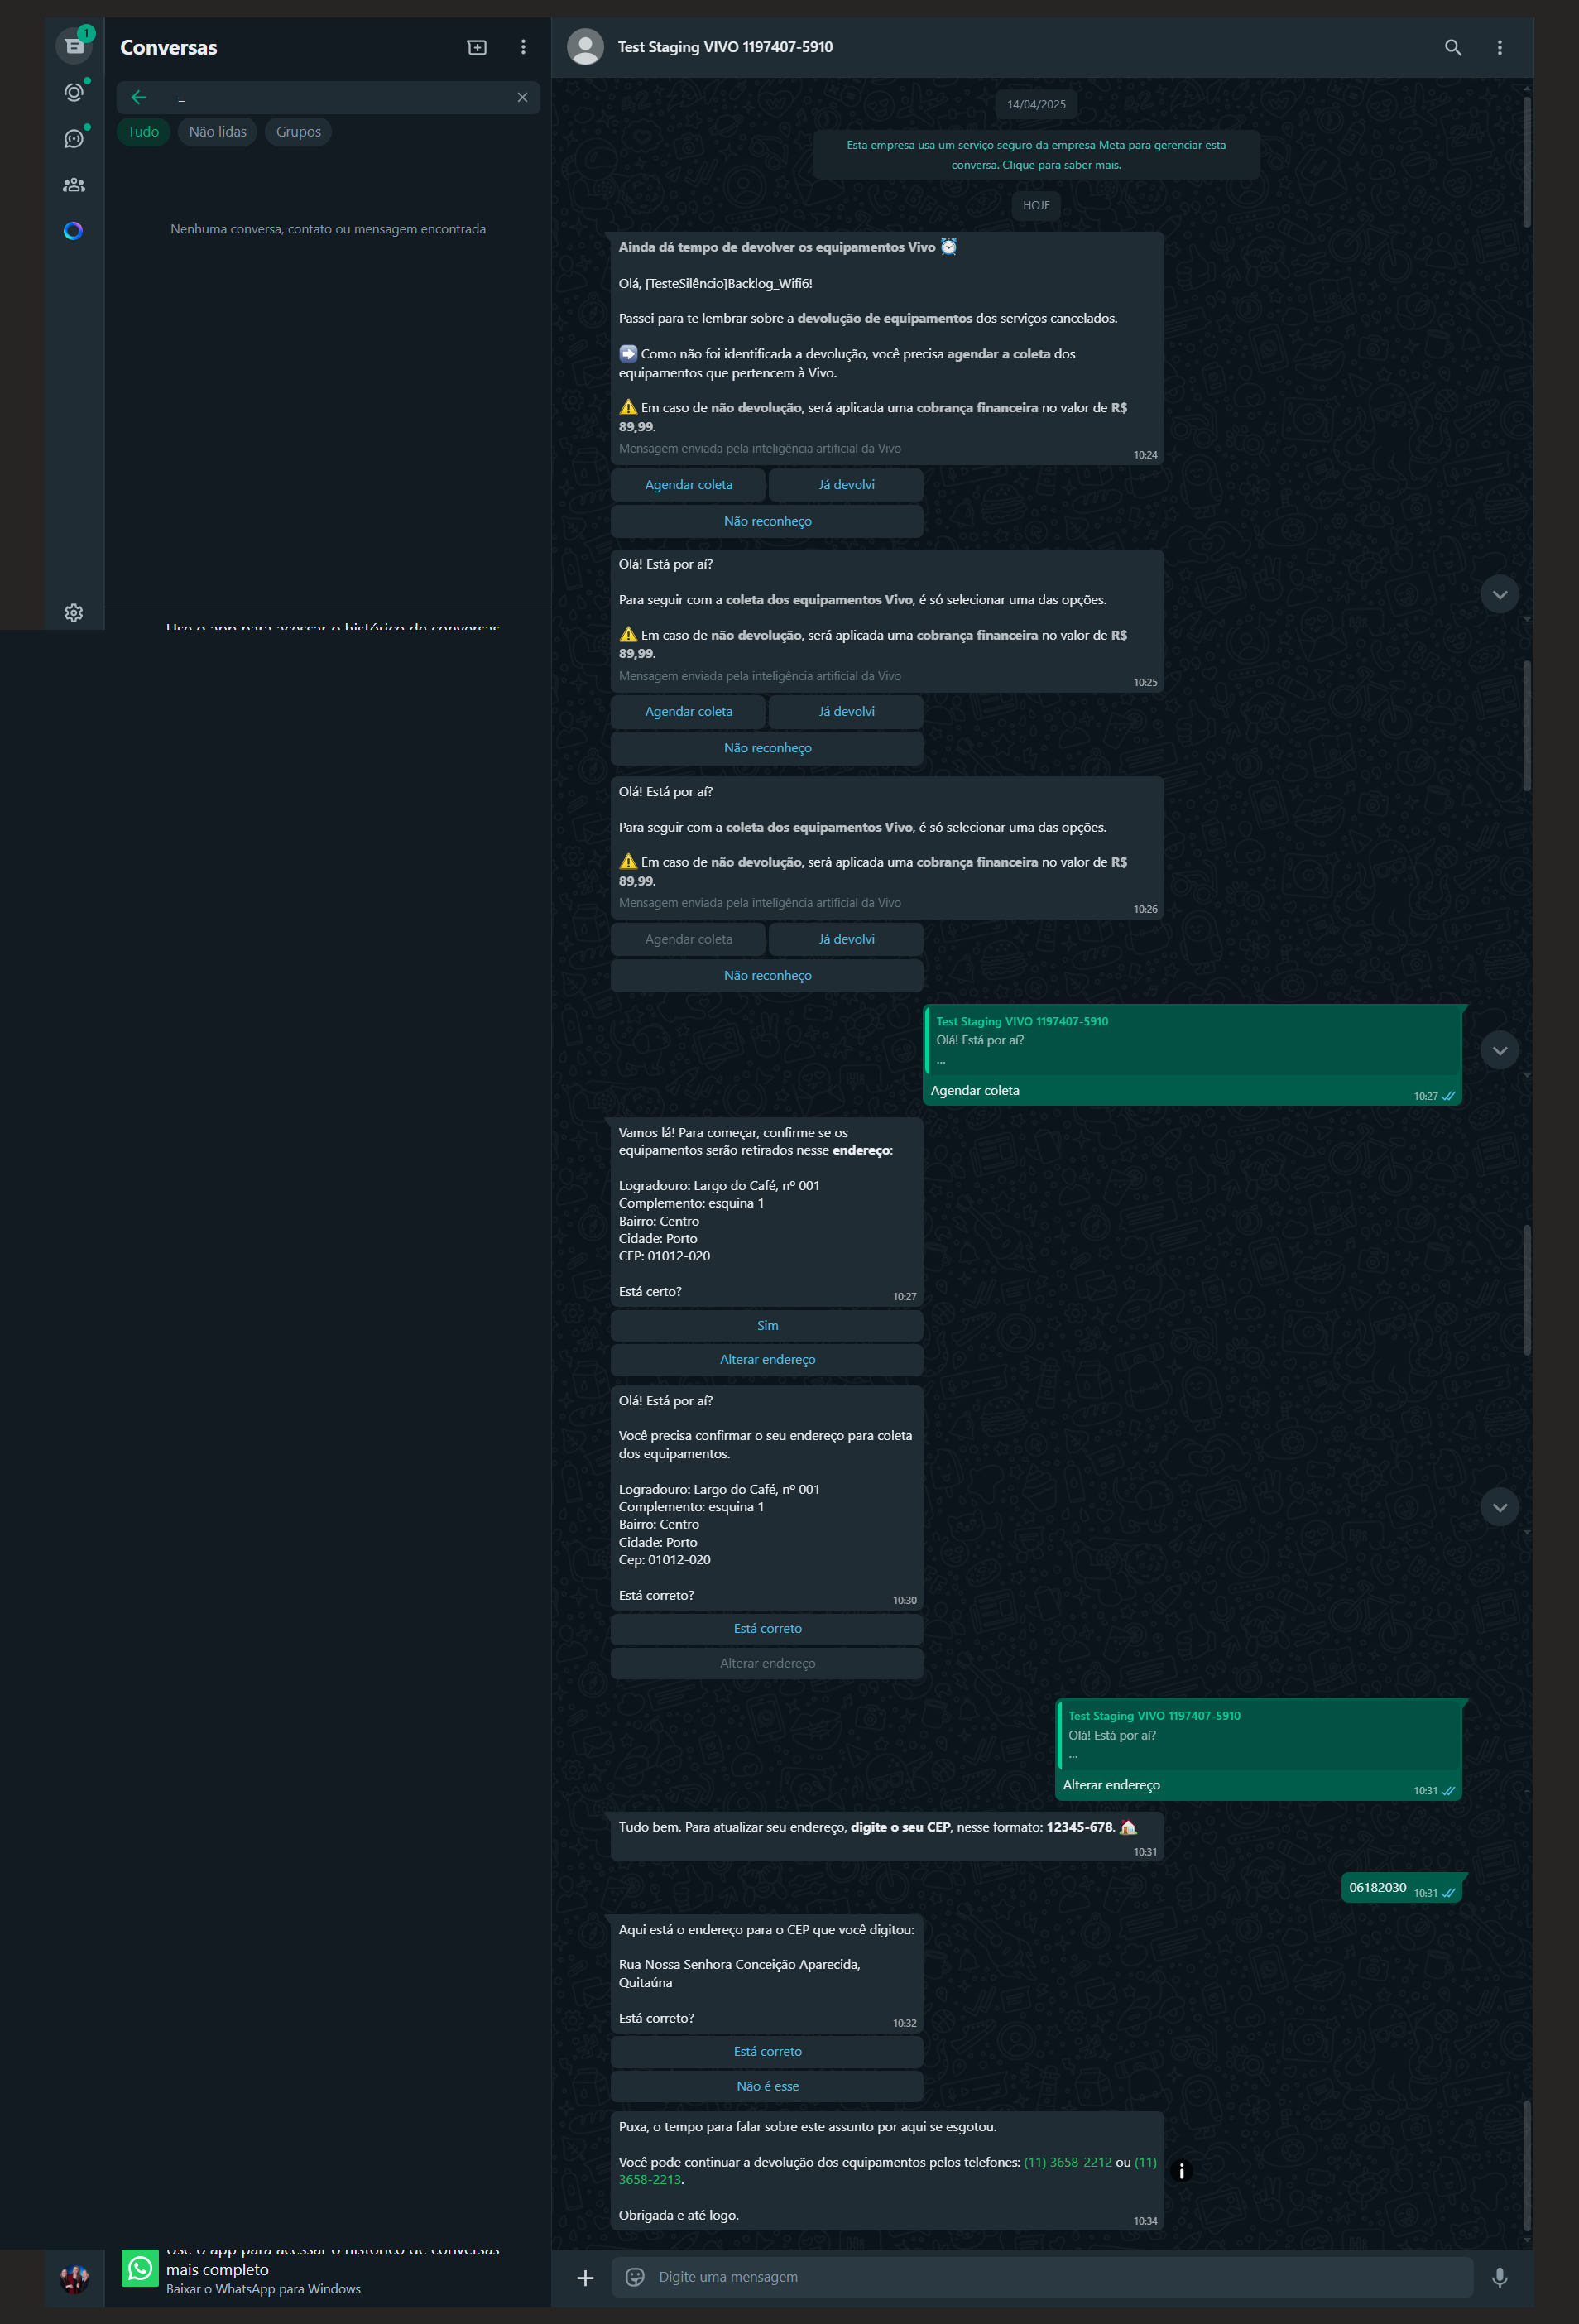 1
Conversas
=
Tudo
Não lidas
Grupos
Nenhuma conversa, contato ou mensagem encontrada
Use o app para acessar o histórico de conversas
Test Staging VIVO 1197407-5910
14/04/2025
Esta empresa usa um serviço seguro da empresa Meta para gerenciar esta
conversa. Clique para saber mais.
HOJE
Ainda dá tempo de devolver os equipamentos Vivo ⏰
Olá, [TesteSilêncio]Backlog_Wifi6!
Passei para te lembrar sobre a devolução de equipamentos dos serviços cancelados.
➡️ Como não foi identificada a devolução, você precisa agendar a coleta dos
equipamentos que pertencem à Vivo.
⚠️ Em caso de não devolução, será aplicada uma cobrança financeira no valor de R$
89,99.
Mensagem enviada pela inteligência artificial da Vivo
10:24
Agendar coleta
Já devolvi
Não reconheço
Olá! Está por aí?
Para seguir com a coleta dos equipamentos Vivo, é só selecionar uma das opções.
⚠️ Em caso de não devolução, será aplicada uma cobrança financeira no valor de R$
89,99.
Mensagem enviada pela inteligência artificial da Vivo
10:25
Agendar coleta
Já devolvi
Não reconheço
Olá! Está por aí?
Para seguir com a coleta dos equipamentos Vivo, é só selecionar uma das opções.
⚠️ Em caso de não devolução, será aplicada uma cobrança financeira no valor de R$
89,99.
Mensagem enviada pela inteligência artificial da Vivo
10:26
Agendar coleta
Já devolvi
Não reconheço
Test Staging VIVO 1197407-5910
Olá! Está por aí?
...
Agendar coleta
10:27
Vamos lá! Para começar, confirme se os
equipamentos serão retirados nesse endereço:
Logradouro: Largo do Café, nº 001
Complemento: esquina 1
Bairro: Centro
Cidade: Porto
CEP: 01012-020
Está certo?
10:27
Sim
Alterar endereço
Olá! Está por aí?
Você precisa confirmar o seu endereço para coleta
dos equipamentos.
Logradouro: Largo do Café, nº 001
Complemento: esquina 1
Bairro: Centro
Cidade: Porto
Cep: 01012-020
Está correto?
10:30
Está correto
Alterar endereço
Test Staging VIVO 1197407-5910
Olá! Está por aí?
...
Alterar endereço
10:31
Tudo bem. Para atualizar seu endereço, digite o seu CEP, nesse formato: 12345-678. 🏠
10:31
06182030
10:31
Aqui está o endereço para o CEP que você digitou:
Rua Nossa Senhora Conceição Aparecida,
Quitaúna
Está correto?
10:32
Está correto
Não é esse
Puxa, o tempo para falar sobre este assunto por aqui se esgotou.
Você pode continuar a devolução dos equipamentos pelos telefones: (11) 3658-2212 ou (11)
3658-2213.
Obrigada e até logo.
10:34
Use o app para acessar o histórico de conversas
mais completo
Baixar o WhatsApp para Windows
Digite uma mensagem